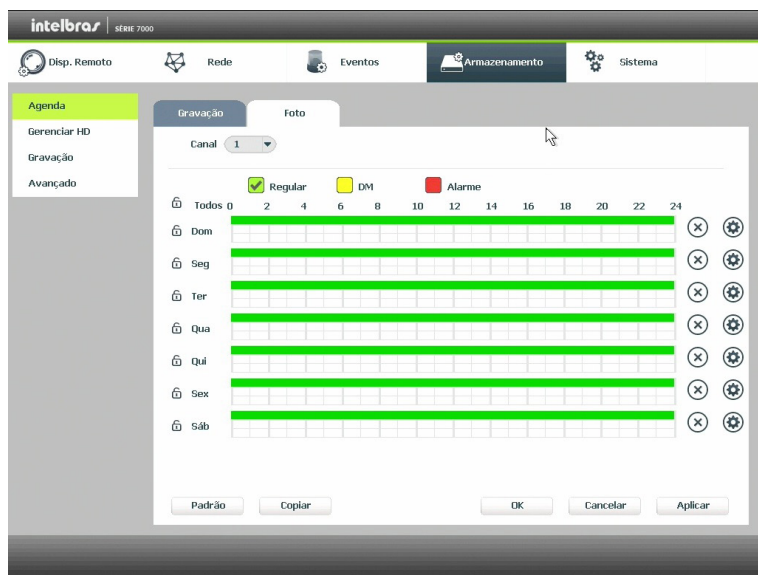 intelbras SÉRIE 7000
Disp. Remoto Rede Eventos Armazenamento Sistema
Agenda
Gerenciar HD
Gravação
Avançado
Gravação Foto
Canal 1
Regular DM Alarme
Todos 0 2 4 6 8 10 12 14 16 18 20 22 24
Dom
Seg
Ter
Qua
Qui
Sex
Sáb
Padrão Copiar OK Cancelar Aplicar